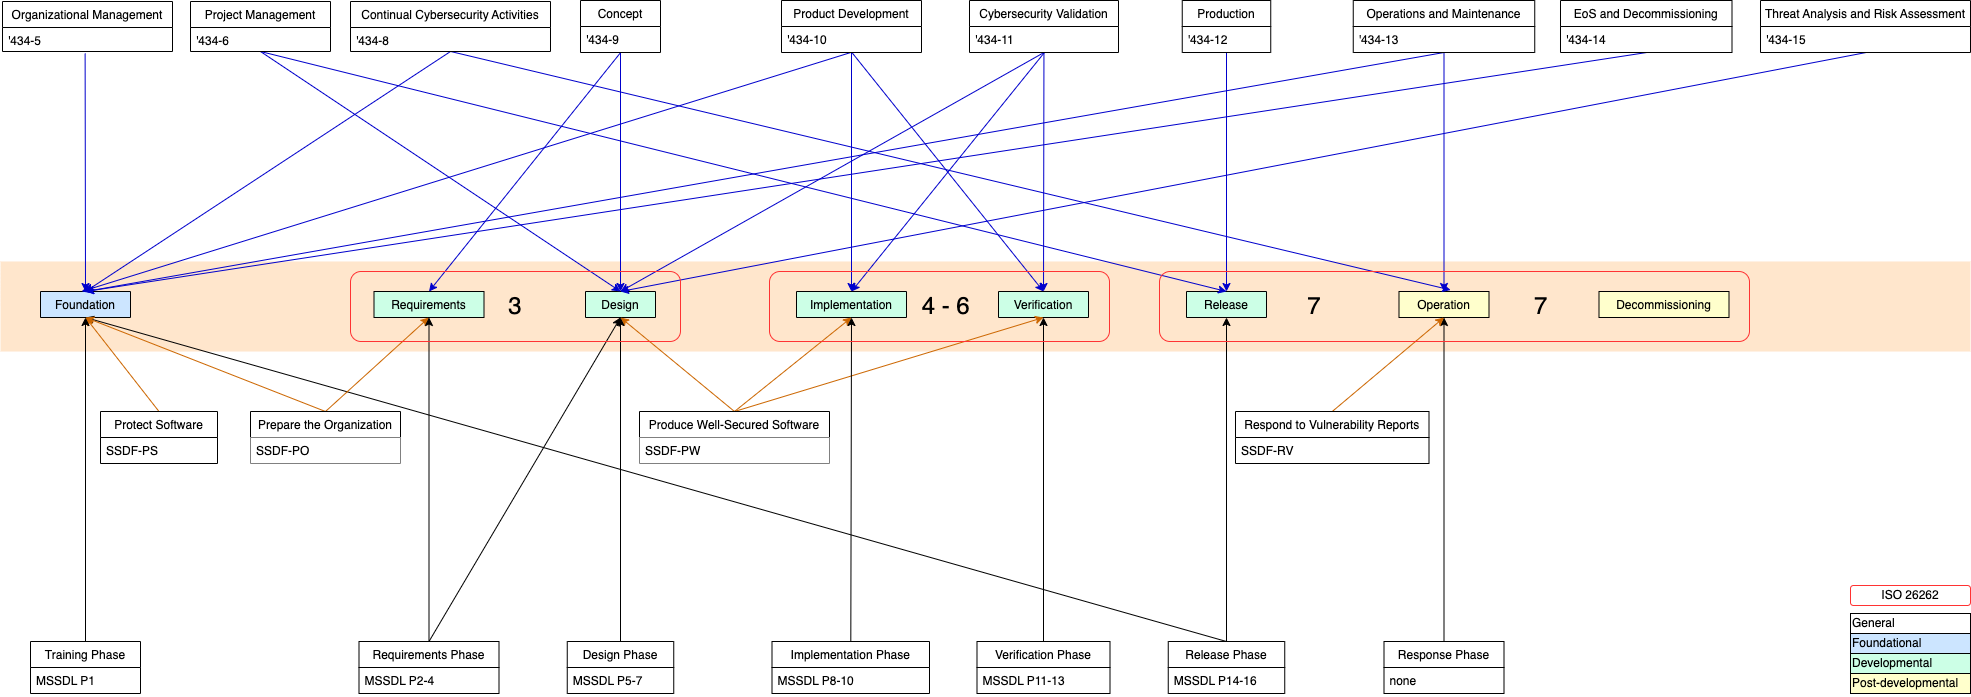 Organizational Management
'434-5
Project Management
'434-6
Continual Cybersecurity Activities
'434-8
Concept
'434-9
Product Development
'434-10
Cybersecurity Validation
'434-11
Production
'434-12
Operations and Maintenance
'434-13
EoS and Decommissioning
'434-14
Threat Analysis and Risk Assessment
'434-15
Foundation
Requirements
3
Design
Implementation
4 - 6
Verification
Release
7
Operation
7
Decommissioning
Protect Software
SSDF-PS
Prepare the Organization
SSDF-PO
Produce Well-Secured Software
SSDF-PW
Respond to Vulnerability Reports
SSDF-RV
Training Phase
MSSDL P1
Requirements Phase
MSSDL P2-4
Design Phase
MSSDL P5-7
Implementation Phase
MSSDL P8-10
Verification Phase
MSSDL P11-13
Release Phase
MSSDL P14-16
Response Phase
none
ISO 26262
General
Foundational
Developmental
Post-developmental